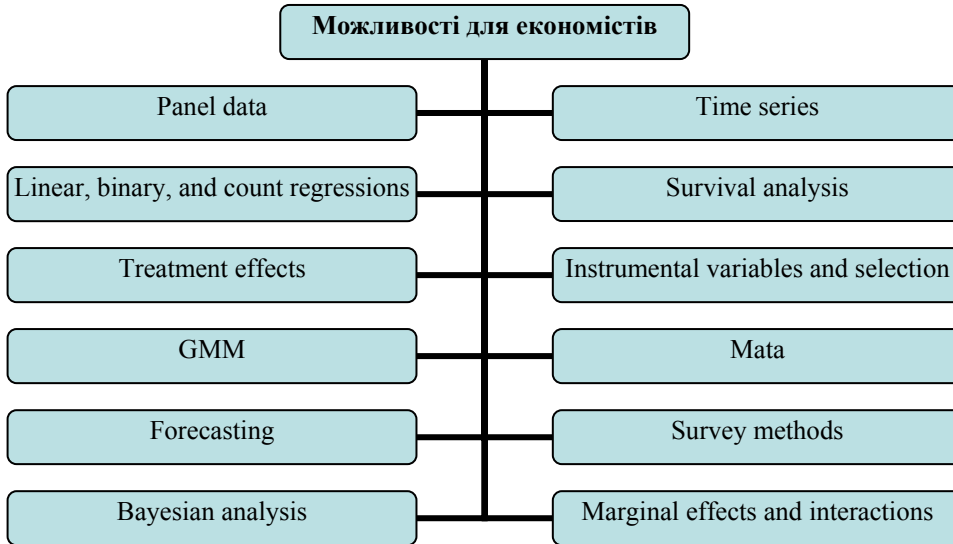 Можливості для економістів
Panel data
Time series
Linear, binary, and count regressions
Survival analysis
Treatment effects
Instrumental variables and selection
GMM
Mata
Forecasting
Survey methods
Bayesian analysis
Marginal effects and interactions